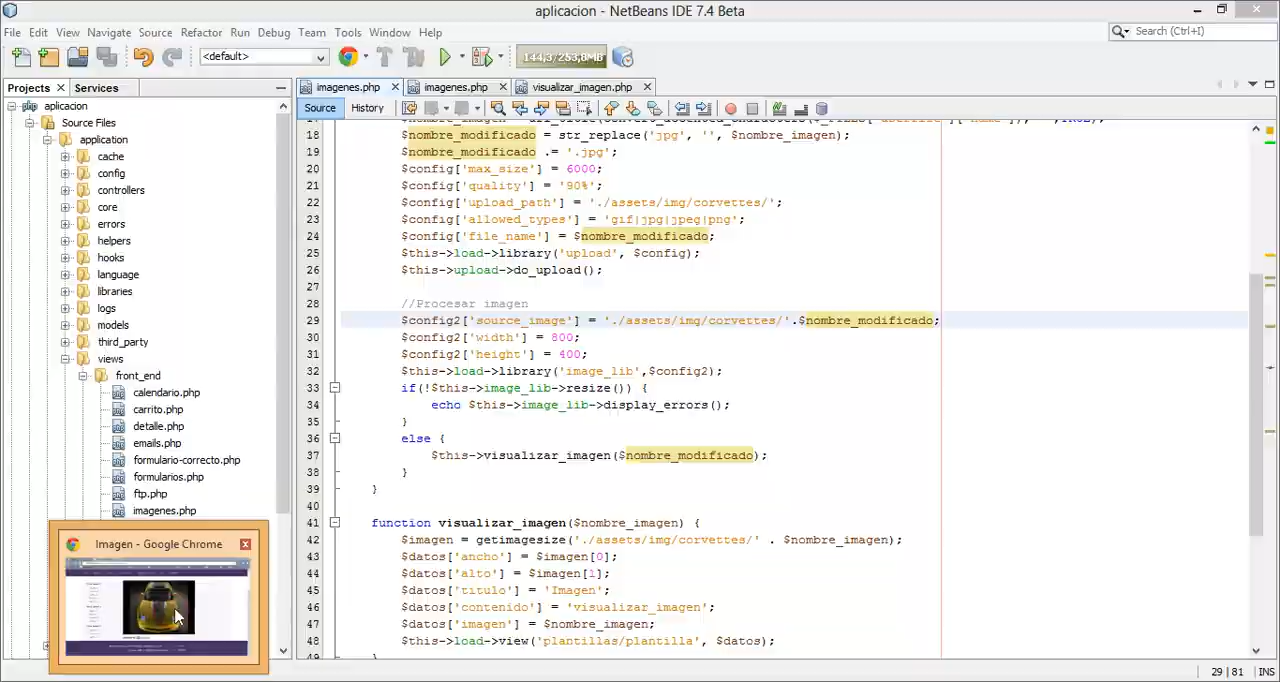 aplicacion - NetBeans IDE 7.4 Beta
File Edit View Navigate Source Refactor Run Debug Team Tools Window Help
Search (Ctrl+I)
<default>
144,3/253,8MB
Projects Services
imagenes.php imagenes.php visualizar_imagen.php
Source History
aplicacion
Source Files
application
cache
config
controllers
core
errors
helpers
hooks
language
libraries
logs
models
third_party
views
front_end
calendario.php
carrito.php
detalle.php
emails.php
formulario-correcto.php
formularios.php
ftp.php
imagenes.php
Imagen - Google Chrome
18 $nombre_modificado = str_replace('jpg', '', $nombre_imagen);
19 $nombre_modificado .= '.jpg';
20 $config['max_size'] = 6000;
21 $config['quality'] = '90%';
22 $config['upload_path'] = './assets/img/corvettes/';
23 $config['allowed_types'] = 'gif|jpg|jpeg|png';
24 $config['file_name'] = $nombre_modificado;
25 $this->load->library('upload', $config);
26 $this->upload->do_upload();
27
28 //Procesar imagen
29 $config2['source_image'] = './assets/img/corvettes/'.$nombre_modificado;
30 $config2['width'] = 800;
31 $config2['height'] = 400;
32 $this->load->library('image_lib',$config2);
33 if(!$this->image_lib->resize()) {
34 echo $this->image_lib->display_errors();
35 }
36 else {
37 $this->visualizar_imagen($nombre_modificado);
38 }
39 }
40
41 function visualizar_imagen($nombre_imagen) {
42 $imagen = getimagesize('./assets/img/corvettes/' . $nombre_imagen);
43 $datos['ancho'] = $imagen[0];
44 $datos['alto'] = $imagen[1];
45 $datos['titulo'] = 'Imagen';
46 $datos['contenido'] = 'visualizar_imagen';
47 $datos['imagen'] = $nombre_imagen;
48 $this->load->view('plantillas/plantilla', $datos);
29 | 81 INS